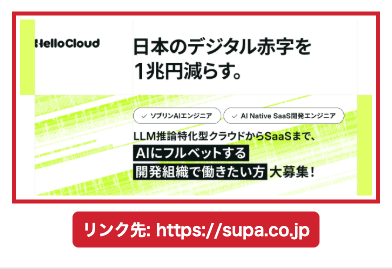 HelloCloud
日本のデジタル赤字を
1兆円減らす。
✓ ソブリンAIエンジニア ✓ AI Native SaaS開発エンジニア
LLM推論特化型クラウドからSaaSまで、
AIにフルベットする
開発組織で働きたい方 大募集！
リンク先: https://supa.co.jp